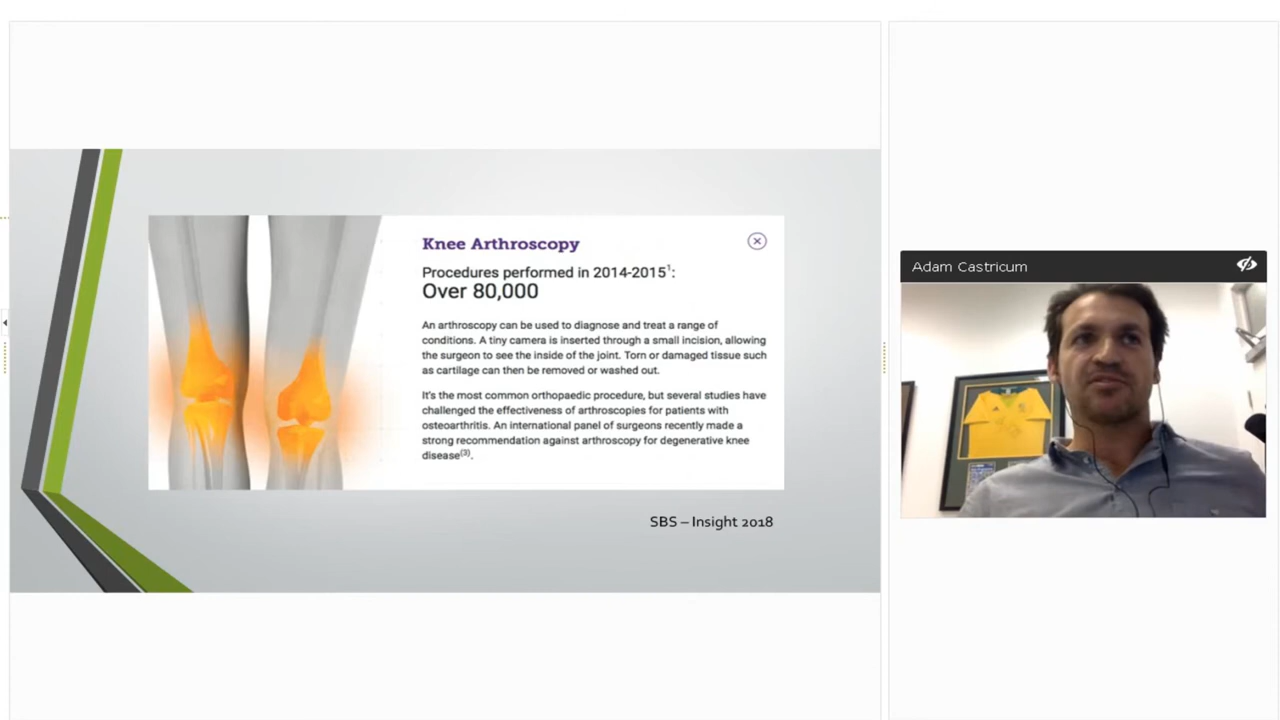 Knee Arthroscopy
Procedures performed in 2014-2015¹:
Over 80,000
An arthroscopy can be used to diagnose and treat a range of
conditions. A tiny camera is inserted through a small incision, allowing
the surgeon to see the inside of the joint. Torn or damaged tissue such
as cartilage can then be removed or washed out.
It's the most common orthopaedic procedure, but several studies have
challenged the effectiveness of arthroscopies for patients with
osteoarthritis. An international panel of surgeons recently made a
strong recommendation against arthroscopy for degenerative knee
disease⁽³⁾.
SBS – Insight 2018
Adam Castricum